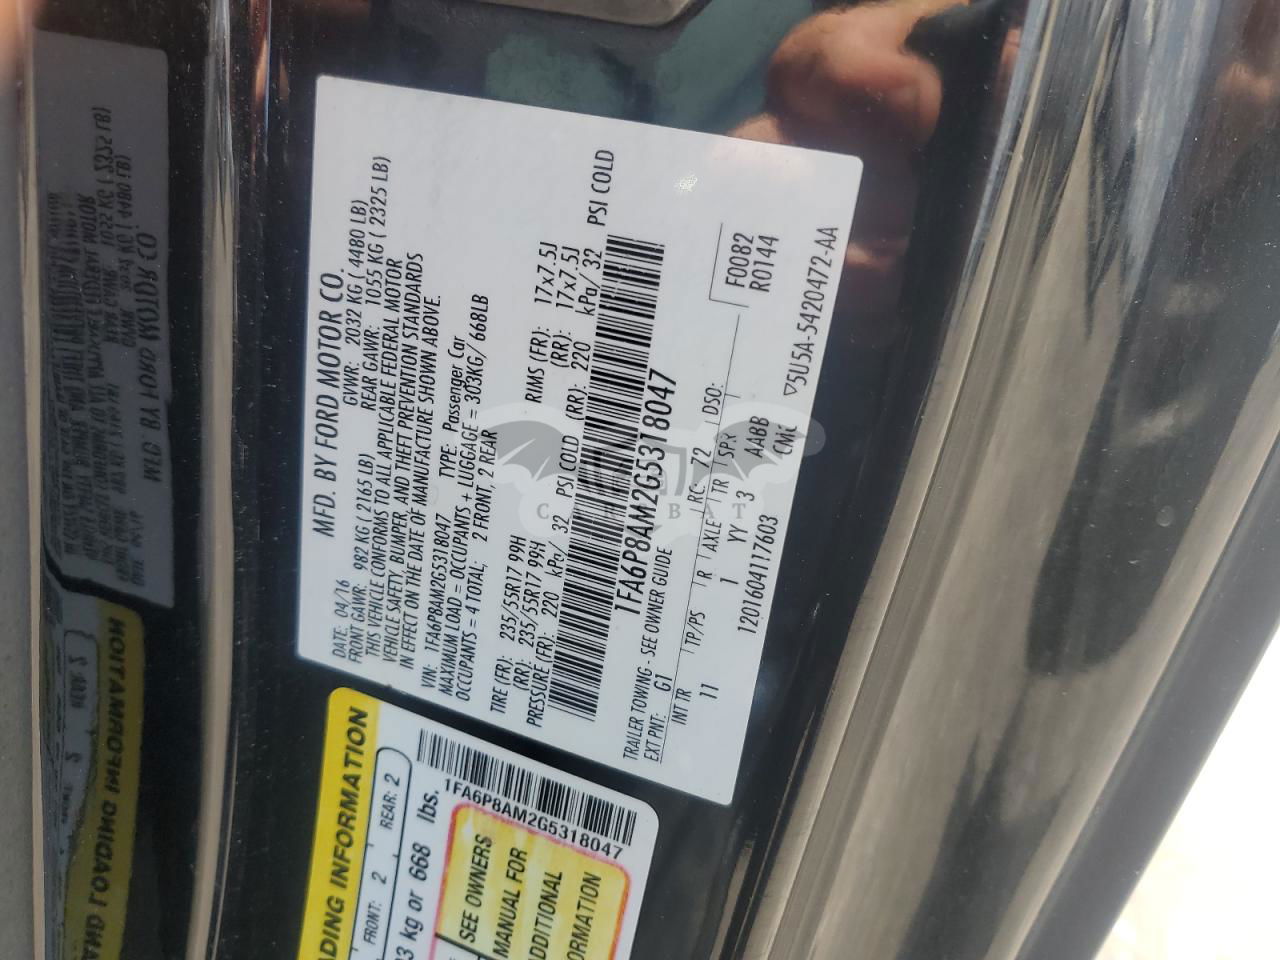 MFD. BY FORD MOTOR CO.
DATE: 04/16 GVWR: 2032 KG ( 4480 LB)
FRONT GAWR: 982 KG ( 2165 LB) REAR GAWR: 1055 KG ( 2325 LB)
THIS VEHICLE CONFORMS TO ALL APPLICABLE FEDERAL MOTOR
VEHICLE SAFETY, BUMPER, AND THEFT PREVENTION STANDARDS
IN EFFECT ON THE DATE OF MANUFACTURE SHOWN ABOVE.
VIN: 1FA6P8AM2G5318047 TYPE: Passenger Car
MAXIMUM LOAD = OCCUPANTS + LUGGAGE = 303KG/ 668LB
OCCUPANTS = 4 TOTAL; 2 FRONT, 2 REAR
TIRE (FR): 235/55R17 99H RIMS (FR): 17x7.5J
(RR): 235/55R17 99H (RR): 17x7.5J
PRESSURE (FR): 220 kPa/ 32 PSI COLD (RR): 220 kPa/ 32 PSI COLD
1FA6P8AM2G5318047
TRAILER TOWING - SEE OWNER GUIDE
EXT PNT: G1 RC: 72 DSO: F0082
R0144
INT TR TP/PS R AXLE TR SPR
11 1 YY 3 AABB
1201604117603 CMC 5U5A-5420472-AA
CARBAT
ADING INFORMATION
FRONT: 2 REAR: 2
3 kg or 668 lbs.
1FA6P8AM2G5318047
SEE OWNERS
MANUAL FOR
ADDITIONAL
ORMATION